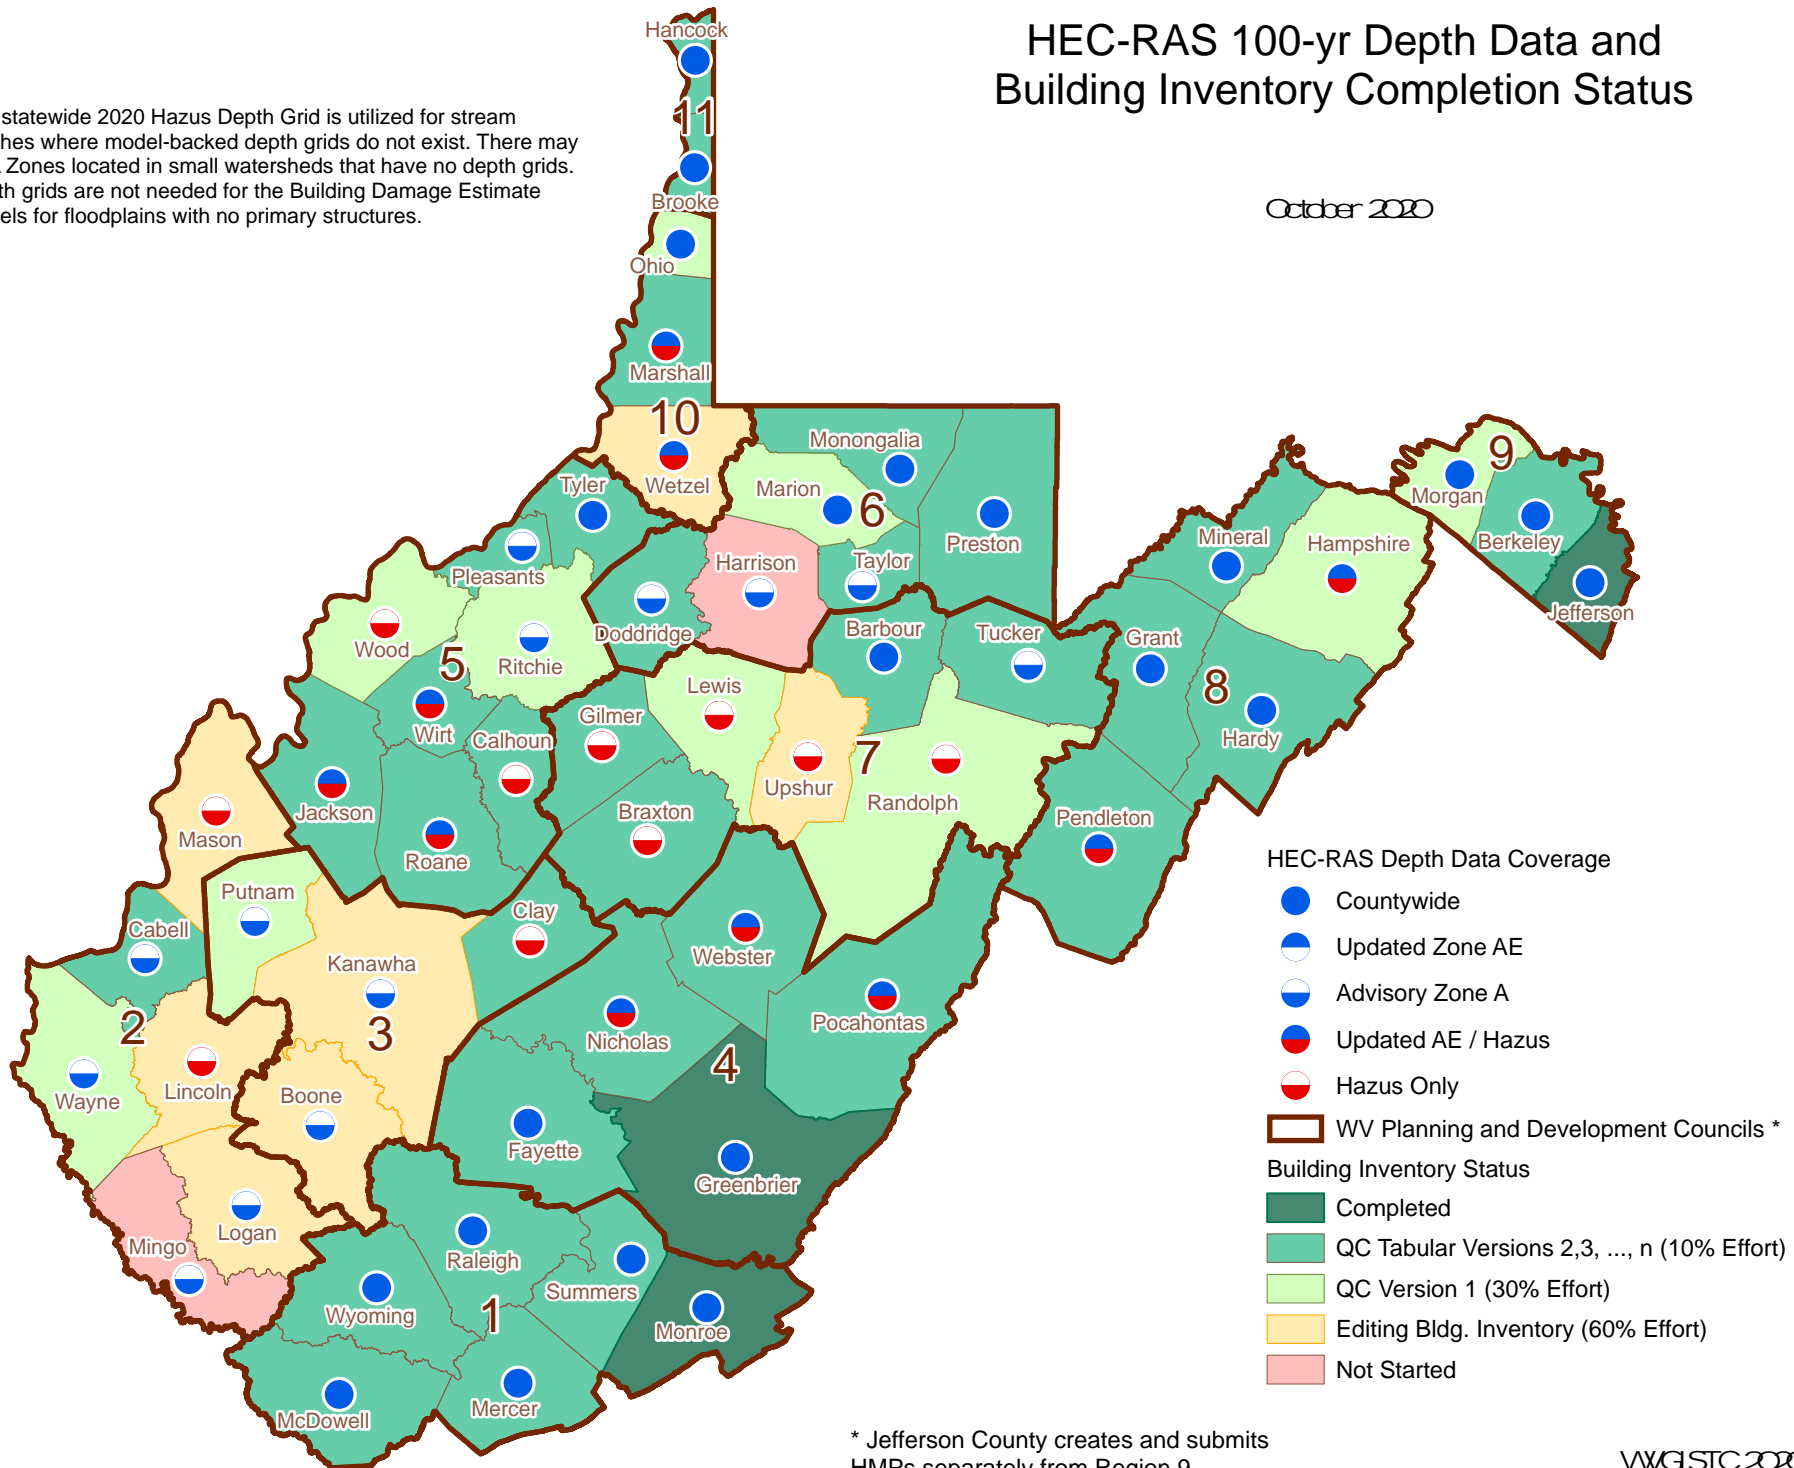 HEC-RAS 100-yr Depth Data and
Building Inventory Completion Status
October 2020
statewide 2020 Hazus Depth Grid is utilized for stream
hes where model-backed depth grids do not exist. There may
Zones located in small watersheds that have no depth grids.
th grids are not needed for the Building Damage Estimate
els for floodplains with no primary structures.
Hancock
11
Brooke
Ohio
Marshall
10
Wetzel
Monongalia
Marion
6
Preston
Tyler
Pleasants
Harrison
Taylor
Doddridge
Wood
5
Ritchie
Barbour
Tucker
Grant
Mineral
Hampshire
Morgan
9
Berkeley
Jefferson
8
Hardy
Wirt
Calhoun
Gilmer
Lewis
Upshur
7
Randolph
Pendleton
Jackson
Roane
Braxton
Mason
Putnam
Clay
Cabell
Kanawha
Webster
2
3
Nicholas
Pocahontas
4
Wayne
Lincoln
Boone
Fayette
Greenbrier
Mingo
Logan
Raleigh
Summers
Wyoming
1
Monroe
McDowell
Mercer
HEC-RAS Depth Data Coverage
Countywide
Updated Zone AE
Advisory Zone A
Updated AE / Hazus
Hazus Only
WV Planning and Development Councils *
Building Inventory Status
Completed
QC Tabular Versions 2,3, ..., n (10% Effort)
QC Version 1 (30% Effort)
Editing Bldg. Inventory (60% Effort)
Not Started
* Jefferson County creates and submits
HMPs separately from Region 9
WVGISTC 2020